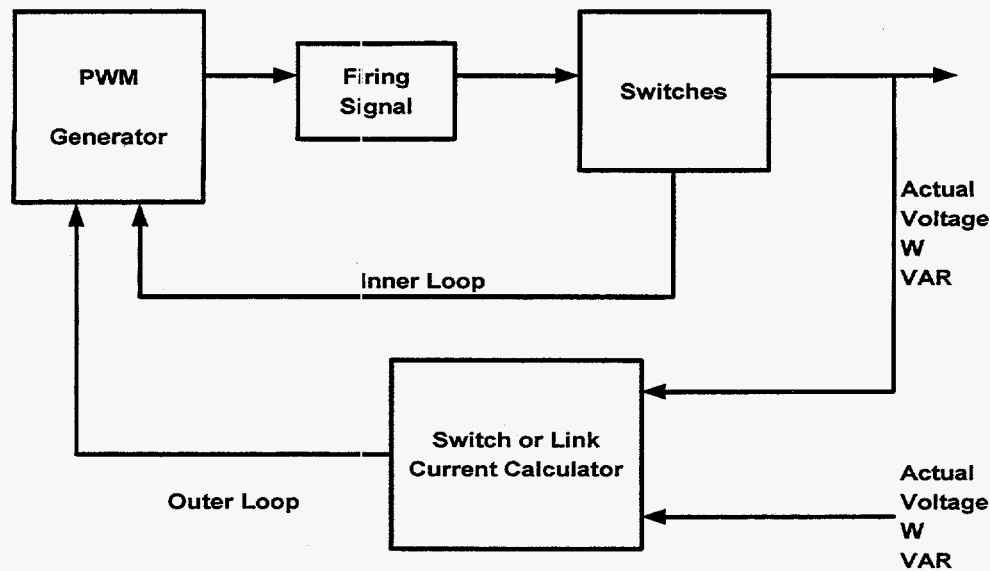 PWM
Generator
Firing
Signal
Switches
Actual
Voltage
W
VAR
Inner Loop
Switch or Link
Current Calculator
Outer Loop
Actual
Voltage
W
VAR